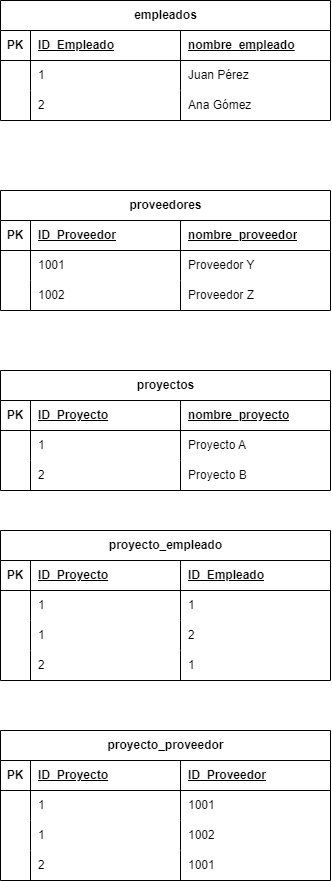 empleados
PK ID_Empleado nombre_empleado
1 Juan Pérez
2 Ana Gómez
proveedores
PK ID_Proveedor nombre_proveedor
1001 Proveedor Y
1002 Proveedor Z
proyectos
PK ID_Proyecto nombre_proyecto
1 Proyecto A
2 Proyecto B
proyecto_empleado
PK ID_Proyecto ID_Empleado
1 1
1 2
2 1
proyecto_proveedor
PK ID_Proyecto ID_Proveedor
1 1001
1 1002
2 1001